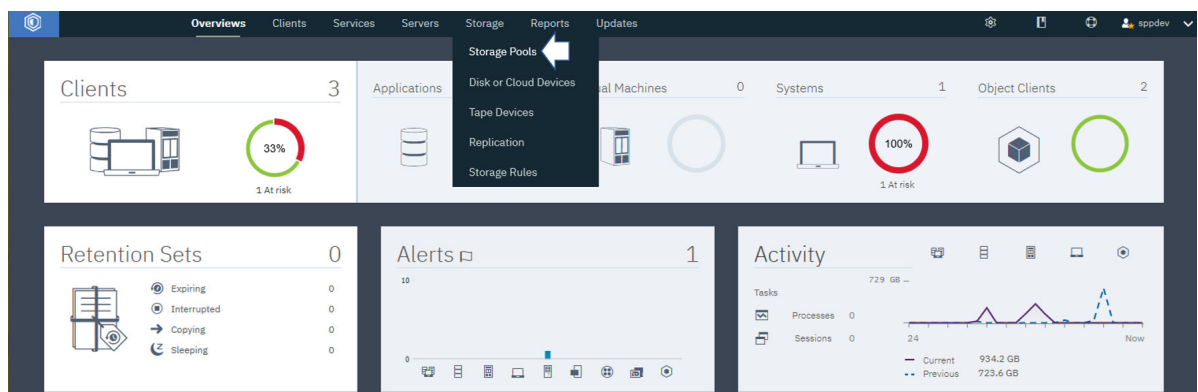 Overviews Clients Services Servers Storage Reports Updates sppdev
Storage Pools
Disk or Cloud Devices
Tape Devices
Replication
Storage Rules
Clients 3
33%
1 At risk
Applications
ual Machines 0
Systems 1
100%
1 At risk
Object Clients 2
Retention Sets 0
Expiring 0
Interrupted 0
Copying 0
Sleeping 0
Alerts 1
10
0
Activity
729 GB
Tasks
Processes 0
Sessions 0
24 Now
Current 934.2 GB
Previous 723.6 GB